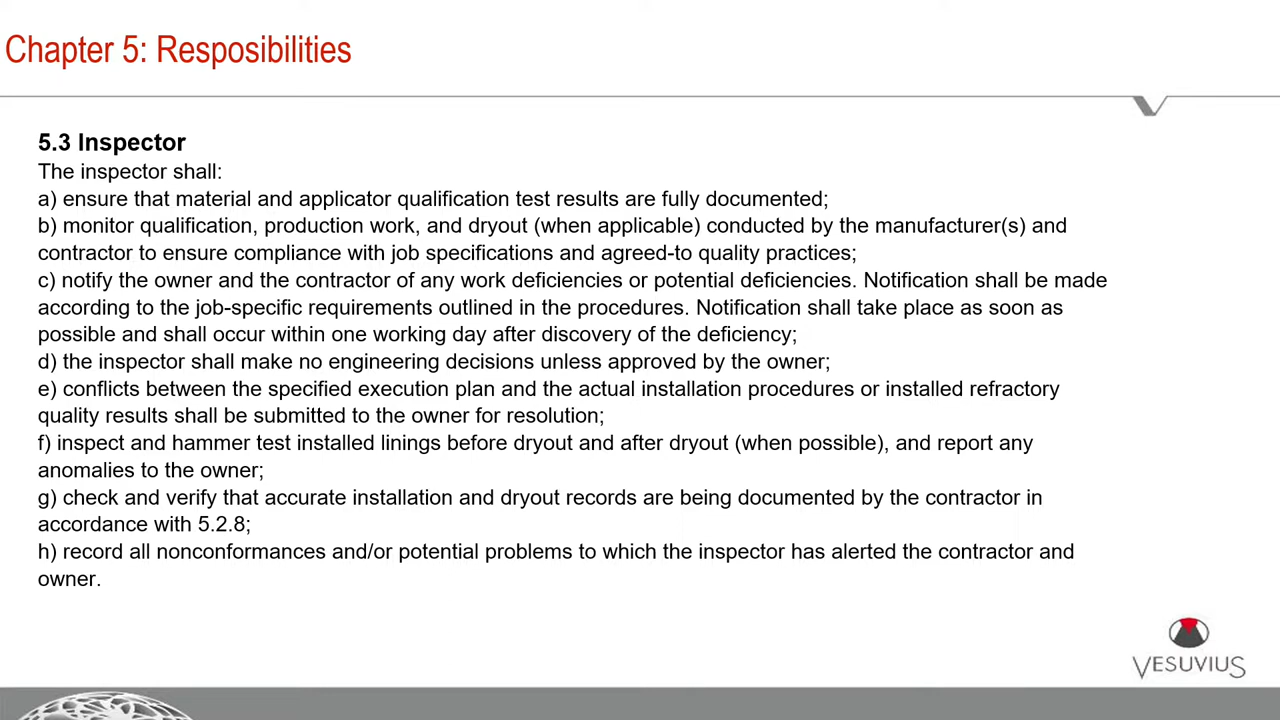 Chapter 5: Resposibilities
5.3 Inspector
The inspector shall:
a) ensure that material and applicator qualification test results are fully documented;
b) monitor qualification, production work, and dryout (when applicable) conducted by the manufacturer(s) and
contractor to ensure compliance with job specifications and agreed-to quality practices;
c) notify the owner and the contractor of any work deficiencies or potential deficiencies. Notification shall be made
according to the job-specific requirements outlined in the procedures. Notification shall take place as soon as
possible and shall occur within one working day after discovery of the deficiency;
d) the inspector shall make no engineering decisions unless approved by the owner;
e) conflicts between the specified execution plan and the actual installation procedures or installed refractory
quality results shall be submitted to the owner for resolution;
f) inspect and hammer test installed linings before dryout and after dryout (when possible), and report any
anomalies to the owner;
g) check and verify that accurate installation and dryout records are being documented by the contractor in
accordance with 5.2.8;
h) record all nonconformances and/or potential problems to which the inspector has alerted the contractor and
owner.
VESUVIUS